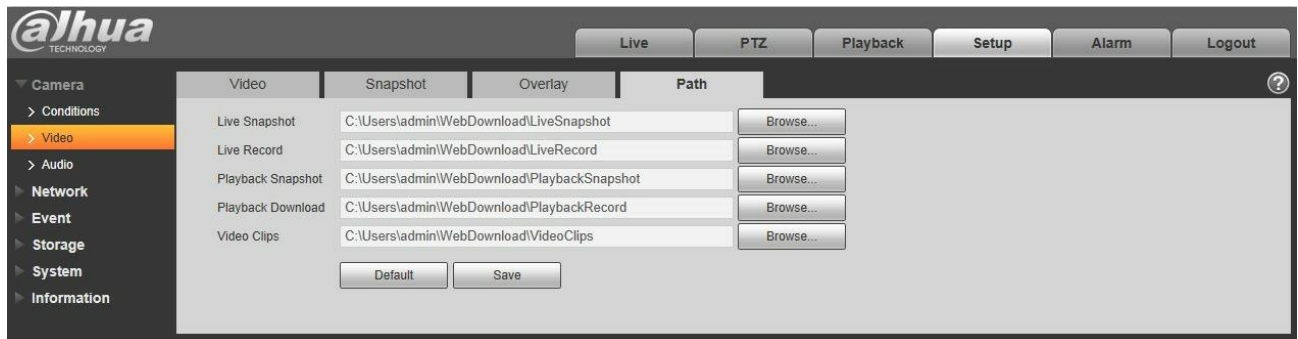 alhua
TECHNOLOGY
Live PTZ Playback Setup Alarm Logout
Camera
> Conditions
> Video
> Audio
Network
Event
Storage
System
Information
Video Snapshot Overlay Path
?
Live Snapshot C:\Users\admin\WebDownload\LiveSnapshot Browse...
Live Record C:\Users\admin\WebDownload\LiveRecord Browse...
Playback Snapshot C:\Users\admin\WebDownload\PlaybackSnapshot Browse...
Playback Download C:\Users\admin\WebDownload\PlaybackRecord Browse...
Video Clips C:\Users\admin\WebDownload\VideoClips Browse...
Default Save